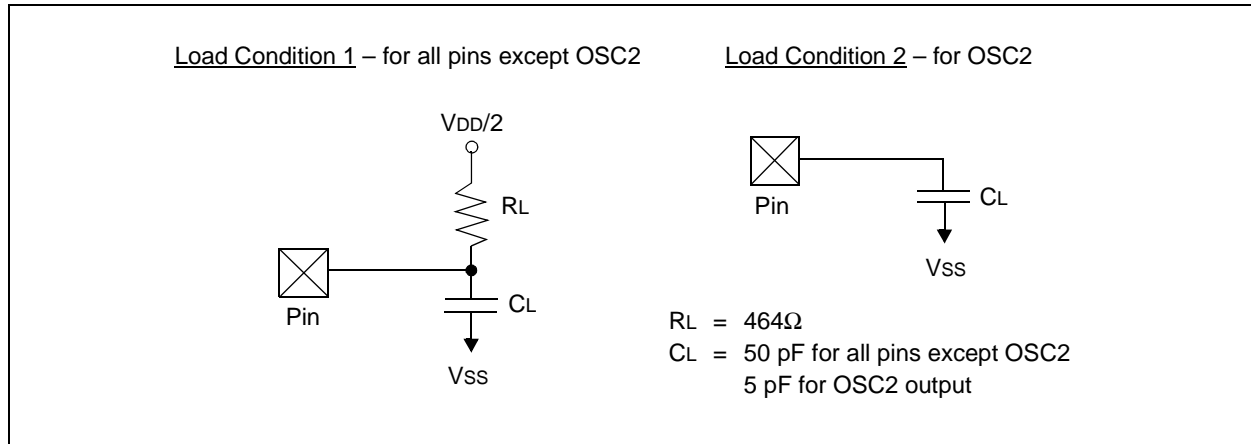 Load Condition 1 – for all pins except OSC2
VDD/2
RL
Pin
CL
VSS
Load Condition 2 – for OSC2
Pin
CL
VSS
RL = 464Ω
CL = 50 pF for all pins except OSC2
5 pF for OSC2 output